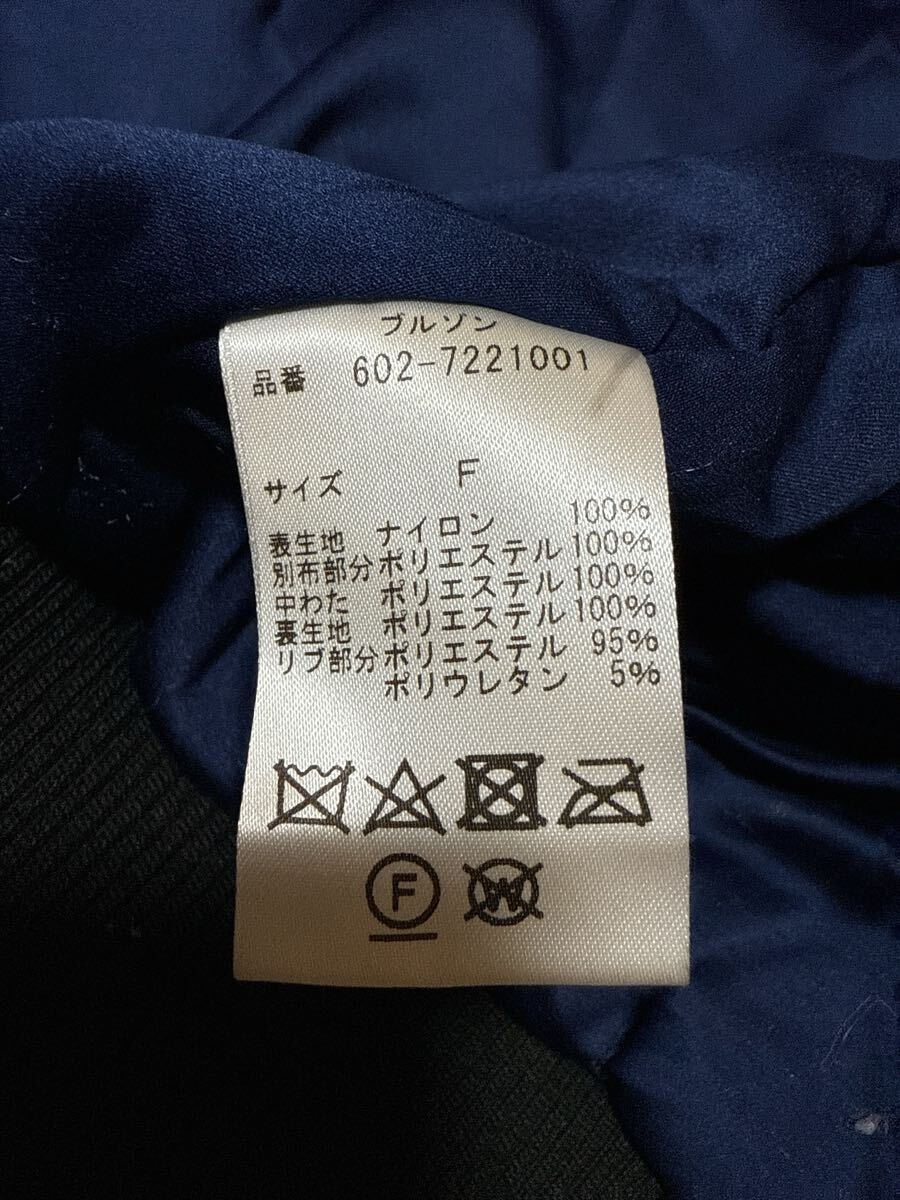 ブルゾン
品番 602-7221001
サイズ F
表生地 ナイロン 100%
別布部分 ポリエステル 100%
中わた ポリエステル 100%
裏生地 ポリエステル 100%
リブ部分 ポリエステル 95%
ポリウレタン 5%
F W